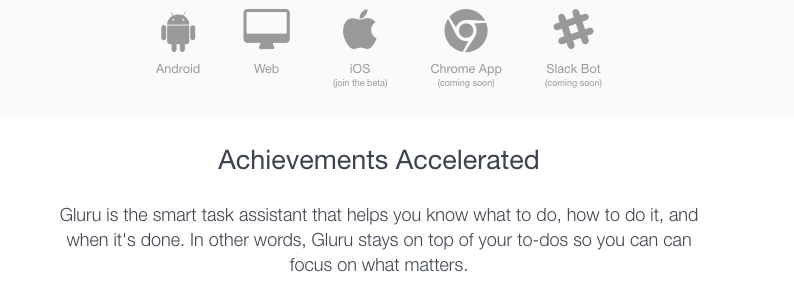 Android
Web
iOS
(join the beta)
Chrome App
(coming soon)
Slack Bot
(coming soon)
Achievements Accelerated
Gluru is the smart task assistant that helps you know what to do, how to do it, and
when it's done. In other words, Gluru stays on top of your to-dos so you can can
focus on what matters.